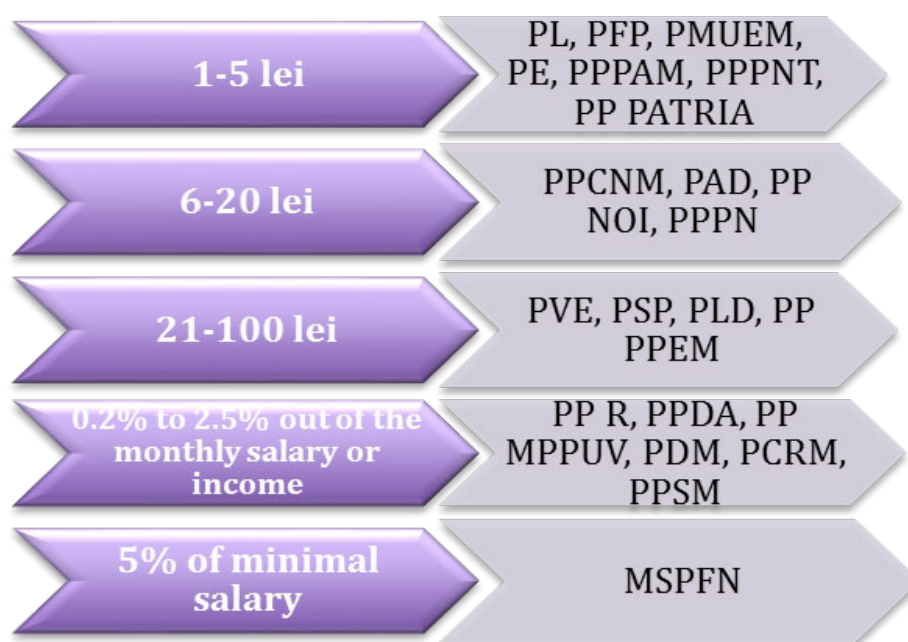 1-5 lei
PL, PFP, PMUEM,
PE, PPPAM, PPPNT,
PP PATRIA
6-20 lei
PPCNM, PAD, PP
NOI, PPPN
21-100 lei
PVE, PSP, PLD, PP
PPEM
0.2% to 2.5% out of the
monthly salary or
income
PP R, PPDA, PP
MPPUV, PDM, PCRM,
PPSM
5% of minimal
salary
MSPFN